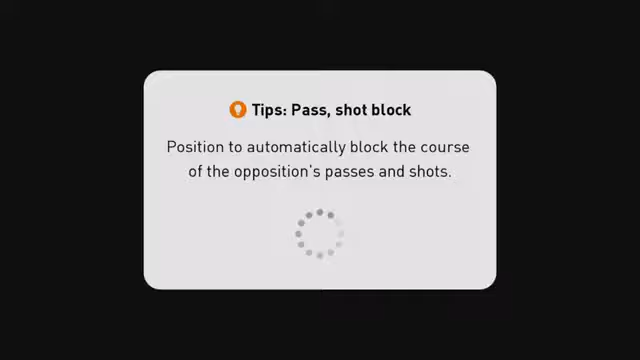 Tips: Pass, shot block
Position to automatically block the course
of the opposition's passes and shots.